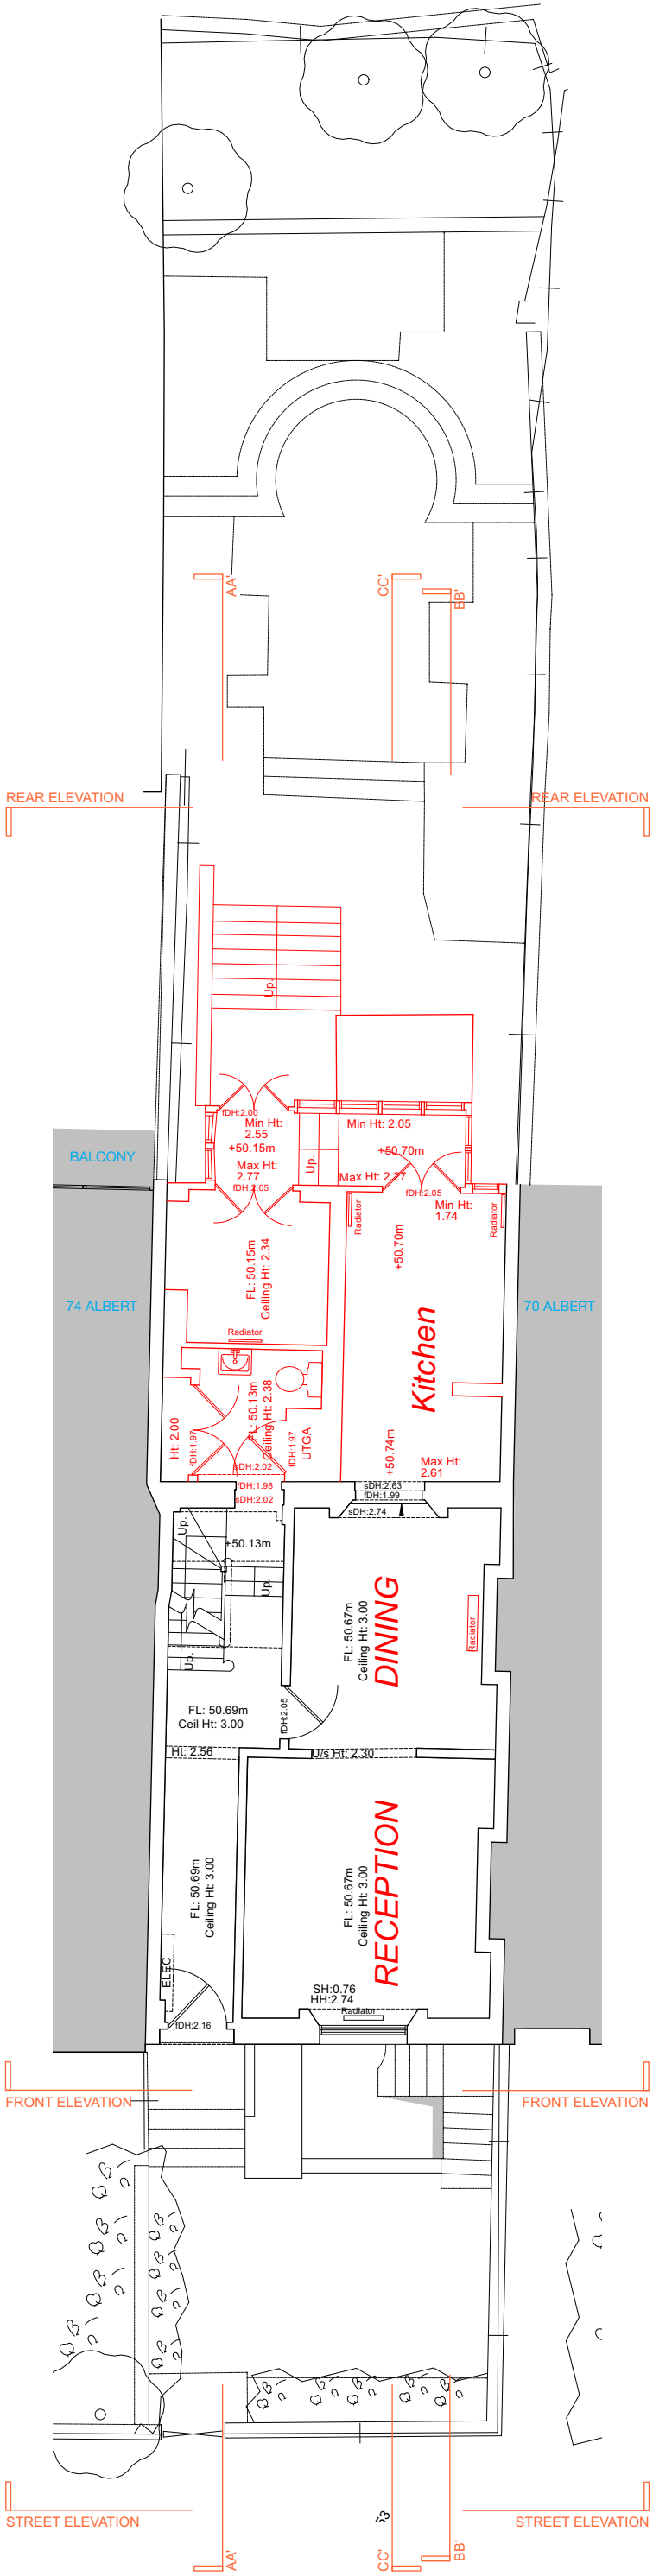 AA'
CC'
BB'
REAR ELEVATION
REAR ELEVATION
Up.
fDH:2.00
Min Ht:
2.55
+50.15m
Max Ht:
2.77
fDH:2.05
Min Ht: 2.05
+50.70m
Up.
Max Ht: 2.27
fDH:2.05
Min Ht:
1.74
BALCONY
Radiator
Radiator
FL: 50.15m
Ceiling Ht: 2.34
+50.70m
74 ALBERT
70 ALBERT
Radiator
Kitchen
Ht: 2.00
fDH:1.97
FL: 50.13m
Ceiling Ht: 2.38
fDH:1.97
UTGA
+50.74m
Max Ht:
2.61
sDH:2.02
fDH:1.98
sDH:2.02
sDH:2.63
fDH:1.99
sDH:2.74
Up.
+50.13m
Up.
Up.
FL: 50.67m
Ceiling Ht: 3.00
DINING
Radiator
fDH:2.05
FL: 50.69m
Ceil Ht: 3.00
Ht: 2.56
U/s Ht: 2.30
FL: 50.69m
Ceiling Ht: 3.00
FL: 50.67m
Ceiling Ht: 3.00
RECEPTION
ELEC
SH:0.76
HH:2.74
Radiator
fDH:2.16
FRONT ELEVATION
FRONT ELEVATION
STREET ELEVATION
STREET ELEVATION
AA'
CC'
BB'